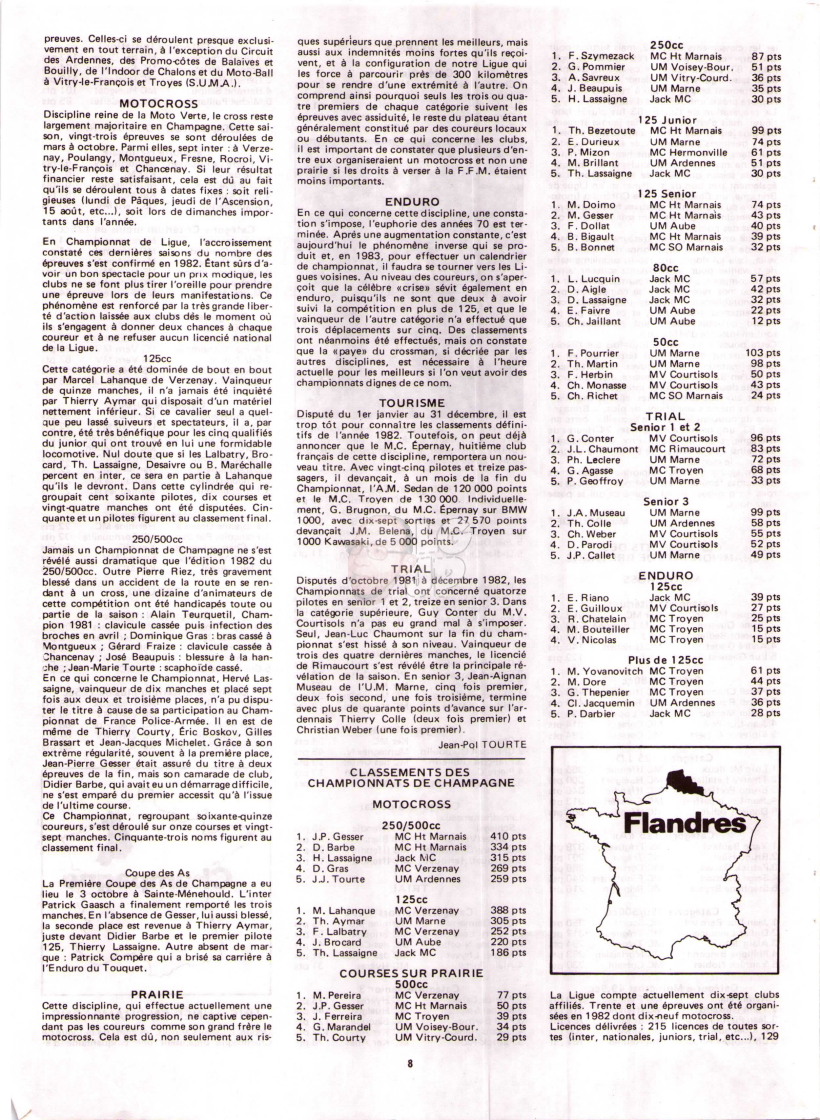 preuves. Celles-ci se déroulent presque exclusi-
vement en tout terrain, à l'exception du Circuit
des Ardennes, des Promo-côtes de Balaives et
Bouilly, de l'Indoor de Chalons et du Moto-Ball
à Vitry-le-François et Troyes (S.U.M.A.).
MOTOCROSS
Discipline reine de la Moto Verte, le cross reste
largement majoritaire en Champagne. Cette sai-
son, vingt-trois épreuves se sont déroulées de
mars à octobre. Parmi elles, sept inter : à Verze-
nay, Poulangy, Montgueux, Fresne, Rocroi, Vi-
try-le-François et Chancenay. Si leur résultat
financier reste satisfaisant, cela est dû au fait
qu'ils se déroulent tous à dates fixes : soit reli-
gieuses (lundi de Pâques, jeudi de l'Ascension,
15 août, etc...), soit lors de dimanches impor-
tants dans l'année.
En Championnat de Ligue, l'accroissement
constaté ces dernières saisons du nombre des
épreuves s'est confirmé en 1982. Étant sûrs d'a-
voir un bon spectacle pour un prix modique, les
clubs ne se font plus tirer l'oreille pour prendre
une épreuve lors de leurs manifestations. Ce
phénomène est renforcé par la très grande liber-
té d'action laissée aux clubs dés le moment où
ils s'engagent à donner deux chances à chaque
coureur et à ne refuser aucun licencié national
de la Ligue.
125cc
Cette catégorie a été dominée de bout en bout
par Marcel Lahanque de Verzenay. Vainqueur
de quinze manches, il n'a jamais été inquiété
par Thierry Aymar qui disposait d'un matériel
nettement inférieur. Si ce cavalier seul a quel-
que peu lassé suiveurs et spectateurs, il a, par
contre, été très bénéfique pour les cinq qualifiés
du junior qui ont trouvé en lui une formidable
locomotive. Nul doute que si les Lalbattry, Bro-
card, Th. Lassaigne, Desaivre ou B. Maréchalle
percent en inter, ce sera en partie à Lahanque
qu'ils le devront. Dans cette cylindrée qui re-
groupait cent soixante pilotes, dix courses et
vingt-quatre manches ont été disputées. Cin-
quante et un pilotes figurent au classement final.
250/500cc
Jamais un Championnat de Champagne ne s'est
révélé aussi dramatique que l'édition 1982 du
250/500cc. Outre Pierre Riez, très gravement
blessé dans un accident de la route en se ren-
dant à un cross, une dizaine d'animateurs de
cette compétition ont été handicapés toute ou
partie de la saison : Alain Teurquetil, Cham-
pion 1981 : clavicule cassée puis infection des
broches en avril ; Dominique Gras : bras cassé à
Montgueux ; Gérard Fraize : clavicule cassée à
Chancenay ; José Beaupuis : blessure à la han-
che ; Jean-Marie Tourte : scaphoïde cassé.
En ce qui concerne le Championnat, Hervé Las-
saigne, vainqueur de dix manches et placé sept
fois aux deux et troisième places, n'a pu dispu-
ter le titre à cause de sa participation au Cham-
pionnat de France Police-Armée. Il en est de
même de Thierry Courty, Éric Boskov, Gilles
Brassart et Jean-Jacques Michelet. Grâce à son
extrême régularité, souvent à la première place,
Jean-Pierre Gesser était assuré du titre à deux
épreuves de la fin, mais son camarade de club,
Didier Barbe, qui avait eu un démarrage difficile,
ne s'est emparé du premier accessit qu'à l'issue
de l'ultime course.
Ce Championnat, regroupant soixante-quinze
coureurs, s'est déroulé sur onze courses et vingt-
sept manches. Cinquante-trois noms figurent au
classement final.
Coupe des As
La Première Coupe des As de Champagne a eu
lieu le 3 octobre à Sainte-Ménehould. L'inter
Patrick Gaasch a finalement remporté les trois
manches. En l'absence de Gesser, lui aussi blessé,
la seconde place est revenue à Thierry Aymar,
juste devant Didier Barbe et le premier pilote
125, Thierry Lassaigne. Autre absent de mar-
que : Patrick Compére qui a brisé sa carrière à
l'Enduro du Touquet.
PRAIRIE
Cette discipline, qui effectue actuellement une
impressionnante progression, ne captive cepen-
dant pas les coureurs comme son grand frère le
motocross. Cela est dû, non seulement aux ris-
ques supérieurs que prennent les meilleurs, mais
aussi aux indemnités moins fortes qu'ils reçoi-
vent, et à la configuration de notre Ligue qui
les force à parcourir près de 300 kilomètres
pour se rendre d'une extrémité à l'autre. On
comprend ainsi pourquoi seuls les trois ou qua-
tre premiers de chaque catégorie suivent les
épreuves avec assiduité, le reste du plateau étant
généralement constitué par des coureurs locaux
ou débutants. En ce qui concerne les clubs,
il est important de constater que plusieurs d'en-
tre eux organiseraient un motocross et non une
prairie si les droits à verser à la F.F.M. étaient
moins importants.
ENDURO
En ce qui concerne cette discipline, une consta-
tion s'impose, l'euphorie des années 70 est ter-
minée. Après une augmentation constante, c'est
aujourd'hui le phénomène inverse qui se pro-
duit et, en 1983, pour effectuer un calendrier
de championnat, il faudra se tourner vers les Li-
gues voisines. Au niveau des coureurs, on s'aper-
çoit que la célèbre «crise» sévit également en
enduro, puisqu'ils ne sont que deux à avoir
suivi la compétition en plus de 125, et que le
vainqueur de l'autre catégorie n'a effectué que
trois déplacements sur cinq. Des classements
ont néanmoins été effectués, mais on constate
que la «paye» du crossman, si décriée par les
autres disciplines, est nécessaire à l'heure
actuelle pour les meilleurs si l'on veut avoir des
championnats dignes de ce nom.
TOURISME
Disputé du 1er janvier au 31 décembre, il est
trop tôt pour connaître les classements défini-
tifs de l'année 1982. Toutefois, on peut déjà
annoncer que le M.C. Épernay, huitième club
français de cette discipline, remportera un nou-
veau titre. Avec vingt-cinq pilotes et treize pas-
sagers, il devançait, à un mois de la fin du
Championnat, l'A.M. Sedan de 120 000 points
et le M.C. Troyen de 130 000. Individuelle-
ment, G. Brugnon, du M.C. Épernay sur BMW
1000, avec dix-sept sorties et 27 570 points
devançait J.M. Belena, du M.C. Troyen sur
1000 Kawasaki, de 5 000 points.
TRIAL
Disputés d'octobre 1981 à décembre 1982, les
Championnats de trial ont concerné quatorze
pilotes en senior 1 et 2, treize en senior 3. Dans
la catégorie supérieure, Guy Conter du M.V.
Courtisols n'a pas eu grand mal à s'imposer.
Seul, Jean-Luc Chaumont sur la fin du cham-
pionnat s'est hissé à son niveau. Vainqueur de
trois des quatre dernières manches, le licencié
de Rimaucourt s'est révélé être la principale ré-
vélation de la saison. En senior 3, Jean-Aignan
Museau de l'U.M. Marne, cinq fois premier,
deux fois second, une fois troisième, termine
avec plus de quarante points d'avance sur l'ar-
dennais Thierry Colle (deux fois premier) et
Christian Weber (une fois premier).
Jean-Pol TOURTE
CLASSEMENTS DES
CHAMPIONNATS DE CHAMPAGNE
MOTOCROSS
250/500cc
1. J.P. Gesser MC Ht Marnais 410 pts
2. D. Barbe MC Ht Marnais 334 pts
3. H. Lassaigne Jack MC 315 pts
4. D. Gras MC Verzenay 269 pts
5. J.J. Tourte UM Ardennes 259 pts
125cc
1. M. Lahanque MC Verzenay 388 pts
2. Th. Aymar UM Marne 305 pts
3. F. Lalbatry MC Verzenay 252 pts
4. J. Brocard UM Aube 220 pts
5. Th. Lassaigne Jack MC 186 pts
COURSES SUR PRAIRIE
500cc
1. M. Pereira MC Verzenay 77 pts
2. J.P. Gesser MC Ht Marnais 50 pts
3. J. Ferreira MC Troyen 39 pts
4. G. Marandel UM Voisey-Bour. 34 pts
5. Th. Courty UM Vitry-Courd. 29 pts
250cc
1. F. Szymezack MC Ht Marnais 87 pts
2. G. Pommier UM Voisey-Bour. 51 pts
3. A. Savreux UM Vitry-Courd. 36 pts
4. J. Beaupuis UM Marne 35 pts
5. H. Lassaigne Jack MC 30 pts
125 Junior
1. Th. Bezetoute MC Ht Marnais 99 pts
2. E. Durieux UM Marne 74 pts
3. P. Mizon MC Hermonville 61 pts
4. M. Brillant UM Ardennes 51 pts
5. Th. Lassaigne Jack MC 30 pts
125 Senior
1. M. Doimo MC Ht Marnais 74 pts
2. M. Gesser MC Ht Marnais 43 pts
3. F. Dollat UM Aube 40 pts
4. B. Bigault MC Ht Marnais 39 pts
5. B. Bonnet MC SO Marnais 32 pts
80cc
1. L. Lucquin Jack MC 57 pts
2. D. Aigle Jack MC 42 pts
3. D. Lassaigne Jack MC 32 pts
4. E. Faivre UM Aube 22 pts
5. Ch. Jaillant UM Aube 12 pts
50cc
1. F. Pourrier UM Marne 103 pts
2. Th. Martin UM Marne 98 pts
3. F. Herbin MV Courtisols 50 pts
4. Ch. Monasse MV Courtisols 43 pts
5. Ch. Richet MC SO Marnais 24 pts
TRIAL
Senior 1 et 2
1. G. Conter MV Courtisols 96 pts
2. J.L. Chaumont MC Rimaucourt 83 pts
3. Ph. Leclere UM Marne 72 pts
4. G. Agasse MC Troyen 68 pts
5. P. Geoffroy UM Marne 33 pts
Senior 3
1. J.A. Museau UM Marne 99 pts
2. Th. Colle UM Ardennes 58 pts
3. Ch. Weber MV Courtisols 55 pts
4. D. Parodi MV Courtisols 52 pts
5. J.P. Callet UM Marne 49 pts
ENDURO
125cc
1. E. Riano Jack MC 39 pts
2. E. Guilloux MV Courtisols 27 pts
3. R. Chatelain MC Troyen 25 pts
4. M. Bouteiller MC Troyen 15 pts
4. V. Nicolas MC Troyen 15 pts
Plus de 125cc
1. M. Yovanovitch MC Troyen 61 pts
2. M. Dore MC Troyen 44 pts
3. G. Thepenier MC Troyen 37 pts
4. Cl. Jacquemin UM Ardennes 36 pts
5. P. Darbier Jack MC 28 pts
Flandres
La Ligue compte actuellement dix-sept clubs
affiliés. Trente et une épreuves ont été organi-
sées en 1982 dont dix-neuf motocross.
Licences délivrées : 215 licences de toutes sor-
tes (inter, nationales, juniors, trial, etc...), 129
8